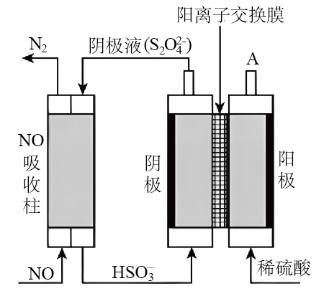 阳离子交换膜
N₂
阴极液(S₂O₄²⁻)
A
NO
吸
收
柱
阴
极
阳
极
NO
HSO₃⁻
稀硫酸